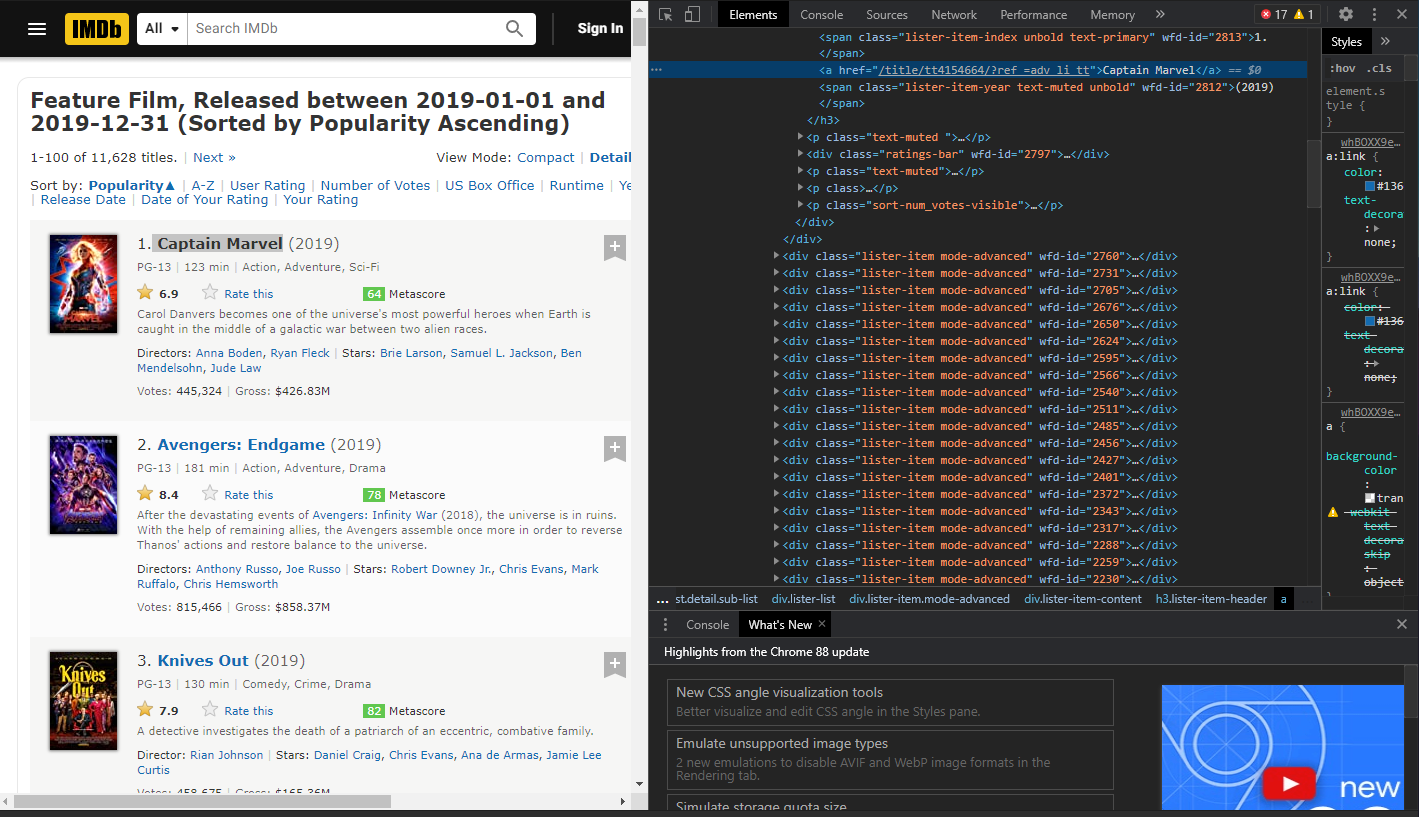 IMDb All Search IMDb Sign In
Feature Film, Released between 2019-01-01 and
2019-12-31 (Sorted by Popularity Ascending)
1-100 of 11,628 titles. | Next » View Mode: Compact | Detail
Sort by: Popularity▲ | A-Z | User Rating | Number of Votes | US Box Office | Runtime | Ye
| Release Date | Date of Your Rating | Your Rating
1. Captain Marvel (2019)
PG-13 | 123 min | Action, Adventure, Sci-Fi
6.9 Rate this 64 Metascore
Carol Danvers becomes one of the universe's most powerful heroes when Earth is
caught in the middle of a galactic war between two alien races.
Directors: Anna Boden, Ryan Fleck | Stars: Brie Larson, Samuel L. Jackson, Ben
Mendelsohn, Jude Law
Votes: 445,324 | Gross: $426.83M
2. Avengers: Endgame (2019)
PG-13 | 181 min | Action, Adventure, Drama
8.4 Rate this 78 Metascore
After the devastating events of Avengers: Infinity War (2018), the universe is in ruins.
With the help of remaining allies, the Avengers assemble once more in order to reverse
Thanos' actions and restore balance to the universe.
Directors: Anthony Russo, Joe Russo | Stars: Robert Downey Jr., Chris Evans, Mark
Ruffalo, Chris Hemsworth
Votes: 815,466 | Gross: $858.37M
Knives
Out
3. Knives Out (2019)
PG-13 | 130 min | Comedy, Crime, Drama
7.9 Rate this 82 Metascore
A detective investigates the death of a patriarch of an eccentric, combative family.
Director: Rian Johnson | Stars: Daniel Craig, Chris Evans, Ana de Armas, Jamie Lee
Curtis
Votes: 458,675 | Gross: $165.36M
Elements Console Sources Network Performance Memory » 17 1
<span class="lister-item-index unbold text-primary" wfd-id="2813">1.
</span>
<a href="/title/tt4154664/?ref_=adv_li_tt">Captain Marvel</a> == $0
<span class="lister-item-year text-muted unbold" wfd-id="2812">(2019)
</span>
</h3>
<p class="text-muted ">…</p>
<div class="ratings-bar" wfd-id="2797">…</div>
<p class="text-muted">…</p>
<p class>…</p>
<p class="sort-num_votes-visible">…</p>
</div>
</div>
<div class="lister-item mode-advanced" wfd-id="2760">…</div>
<div class="lister-item mode-advanced" wfd-id="2731">…</div>
<div class="lister-item mode-advanced" wfd-id="2705">…</div>
<div class="lister-item mode-advanced" wfd-id="2676">…</div>
<div class="lister-item mode-advanced" wfd-id="2650">…</div>
<div class="lister-item mode-advanced" wfd-id="2624">…</div>
<div class="lister-item mode-advanced" wfd-id="2595">…</div>
<div class="lister-item mode-advanced" wfd-id="2566">…</div>
<div class="lister-item mode-advanced" wfd-id="2540">…</div>
<div class="lister-item mode-advanced" wfd-id="2511">…</div>
<div class="lister-item mode-advanced" wfd-id="2485">…</div>
<div class="lister-item mode-advanced" wfd-id="2456">…</div>
<div class="lister-item mode-advanced" wfd-id="2427">…</div>
<div class="lister-item mode-advanced" wfd-id="2401">…</div>
<div class="lister-item mode-advanced" wfd-id="2372">…</div>
<div class="lister-item mode-advanced" wfd-id="2343">…</div>
<div class="lister-item mode-advanced" wfd-id="2317">…</div>
<div class="lister-item mode-advanced" wfd-id="2288">…</div>
<div class="lister-item mode-advanced" wfd-id="2259">…</div>
<div class="lister-item mode-advanced" wfd-id="2230">…</div>
... st.detail.sub-list div.lister-list div.lister-item.mode-advanced div.lister-item-content h3.lister-item-header a
Styles »
:hov .cls
element.s
tyle {
}
whBOXX9e…
a:link {
color:
#136
text-
decora
:
none;
}
whBOXX9e…
a:link {
color:
#136
text-
decora
:
none;
}
whBOXX9e…
a {
background-
color
:
tran
-webkit-
text-
decora
skip
:
object
}
Console What's New ×
Highlights from the Chrome 88 update
New CSS angle visualization tools
Better visualize and edit CSS angle in the Styles pane.
Emulate unsupported image types
2 new emulations to disable AVIF and WebP image formats in the
Rendering tab.
Simulate storage quota size
new